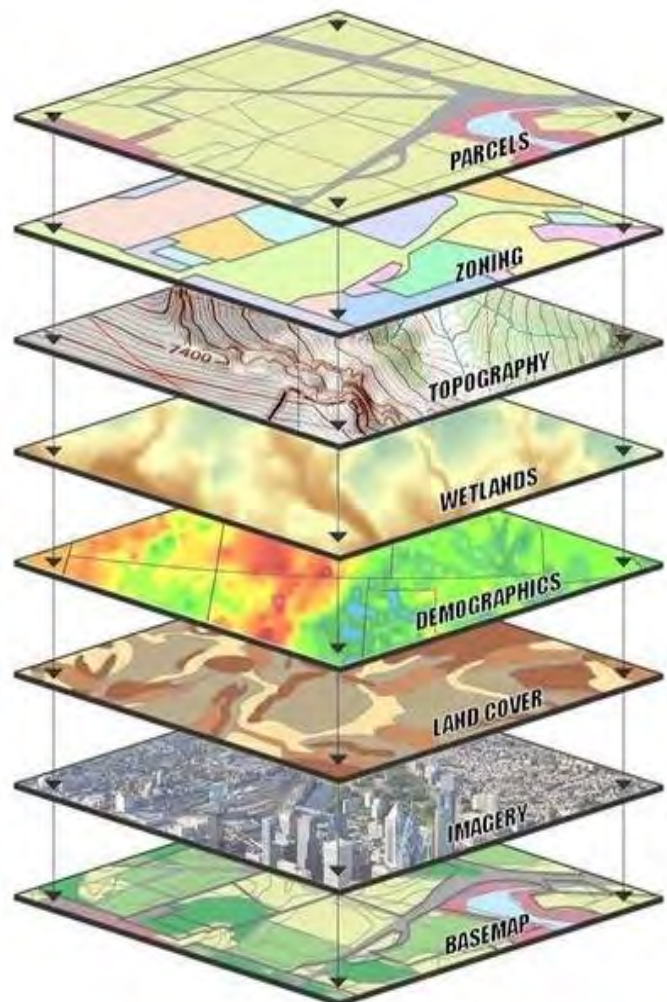 PARCELS
ZONING
7400
TOPOGRAPHY
WETLANDS
DEMOGRAPHICS
LAND COVER
IMAGERY
BASEMAP